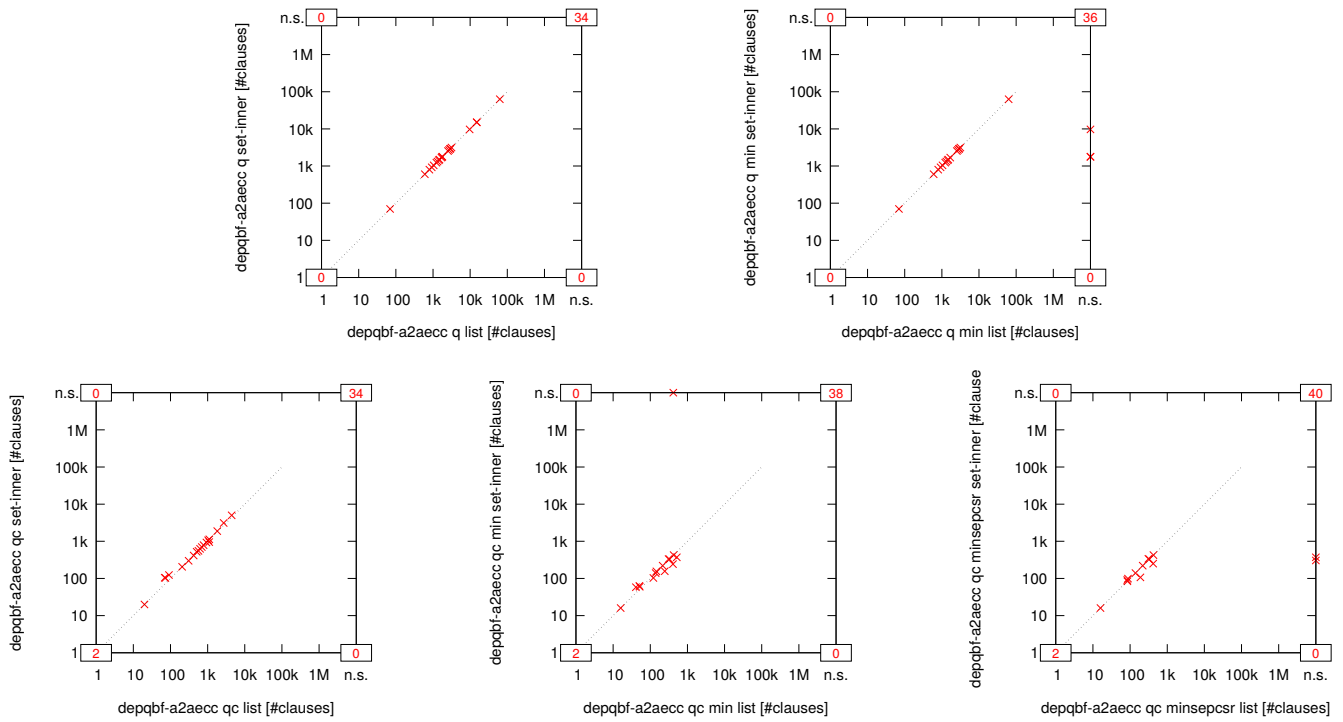 n.s.
0
34
1M
100k
10k
1k
100
10
1
0
0
1
10
100
1k
10k
100k
1M
n.s.
depqbf-a2aecc q set-inner [#clauses]
depqbf-a2aecc q list [#clauses]
n.s.
0
36
1M
100k
10k
1k
100
10
1
0
0
1
10
100
1k
10k
100k
1M
n.s.
depqbf-a2aecc q min set-inner [#clauses]
depqbf-a2aecc q min list [#clauses]
n.s.
0
34
1M
100k
10k
1k
100
10
1
2
0
1
10
100
1k
10k
100k
1M
n.s.
depqbf-a2aecc qc set-inner [#clauses]
depqbf-a2aecc qc list [#clauses]
n.s.
0
38
1M
100k
10k
1k
100
10
1
2
0
1
10
100
1k
10k
100k
1M
n.s.
depqbf-a2aecc qc min set-inner [#clauses]
depqbf-a2aecc qc min list [#clauses]
n.s.
0
40
1M
100k
10k
1k
100
10
1
2
0
1
10
100
1k
10k
100k
1M
n.s.
depqbf-a2aecc qc minsepcsr set-inner [#clause
depqbf-a2aecc qc minsepcsr list [#clauses]